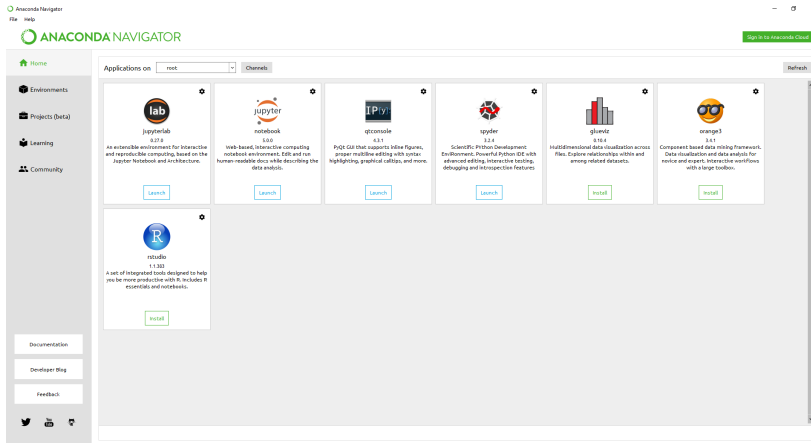 Anaconda Navigator
File Help
ANACONDA NAVIGATOR
Sign in to Anaconda Cloud
Home
Environments
Projects (beta)
Learning
Community
Documentation
Developer Blog
Feedback
You
Tube
Applications on
root
Channels
Refresh
lab
jupyterlab
0.27.0
An extensible environment for interactive
and reproducible computing, based on the
Jupyter Notebook and Architecture.
Launch
jupyter
notebook
5.0.0
Web-based, interactive computing
notebook environment. Edit and run
human-readable docs while describing the
data analysis.
Launch
IP[y]:
qtconsole
4.3.1
PyQt GUI that supports inline figures,
proper multiline editing with syntax
highlighting, graphical calltips, and more.
Launch
spyder
3.2.4
Scientific PYthon Development
EnviRonment. Powerful Python IDE with
advanced editing, interactive testing,
debugging and introspection features
Launch
glueviz
0.10.4
Multidimensional data visualization across
files. Explore relationships within and
among related datasets.
Install
orange3
3.4.1
Component based data mining framework.
Data visualization and data analysis for
novice and expert. Interactive workflows
with a large toolbox.
Install
R
rstudio
1.1.383
A set of integrated tools designed to help
you be more productive with R. Includes R
essentials and notebooks.
Install